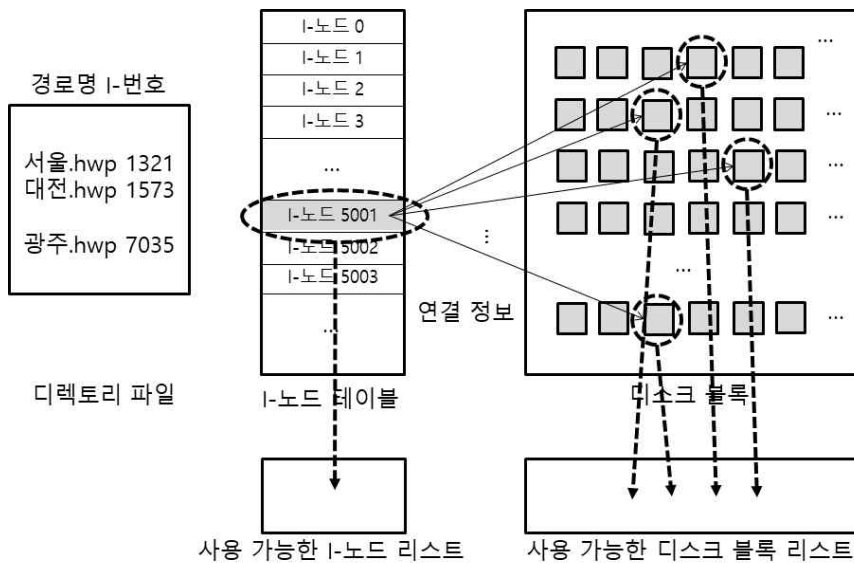 경로명 I-번호
서울.hwp 1321
대전.hwp 1573
광주.hwp 7035
디렉토리 파일
I-노드 0
I-노드 1
I-노드 2
I-노드 3
...
I-노드 5001
I-노드 5002
I-노드 5003
...
I-노드 테이블
...
연결 정보
...
...
...
...
...
...
디스크 블록
사용 가능한 I-노드 리스트
사용 가능한 디스크 블록 리스트